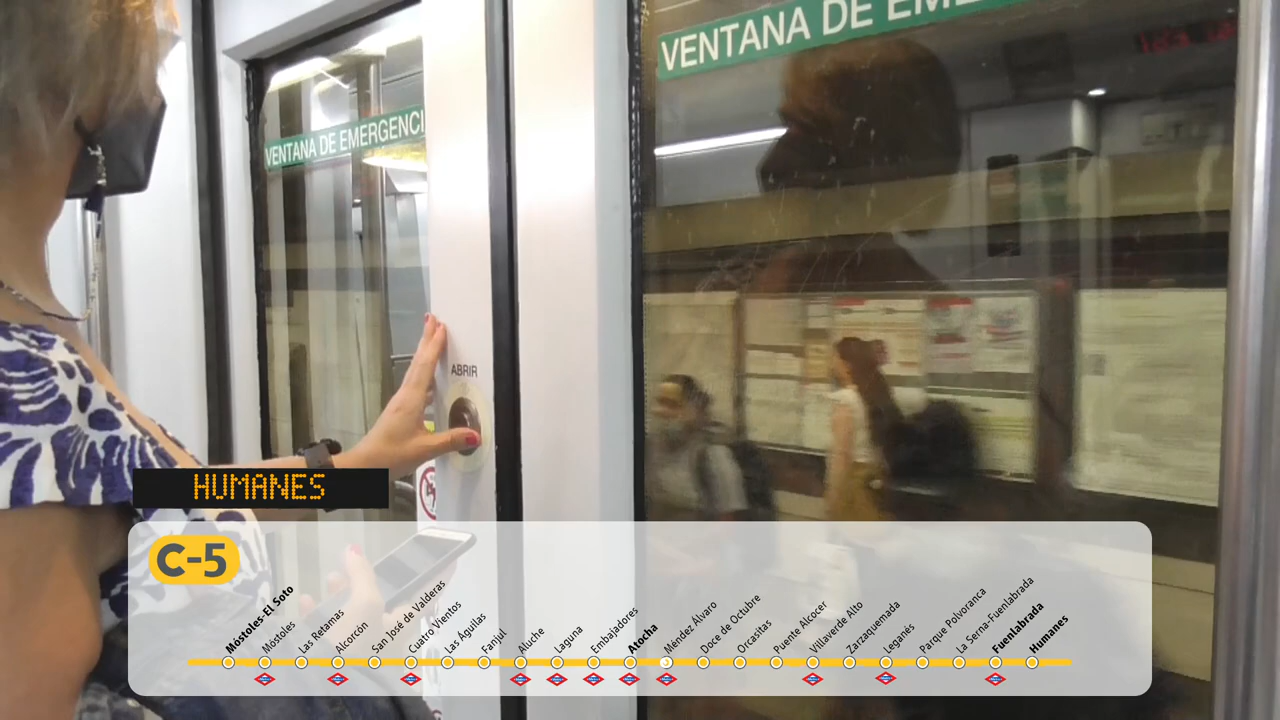 VENTANA DE EME
VENTANA DE EMERGENCI
ABRIR
HUMANES
C-5
Móstoles-El Soto
Móstoles
Las Retamas
Alcorcón
San José de Valderas
Cuatro Vientos
Las Águilas
Fanjul
Aluche
Laguna
Embajadores
Atocha
Méndez Álvaro
Doce de Octubre
Orcasitas
Puente Alcocer
Villaverde Alto
Zarzaquemada
Leganés
Parque Polvoranca
La Serna-Fuenlabrada
Fuenlabrada
Humanes